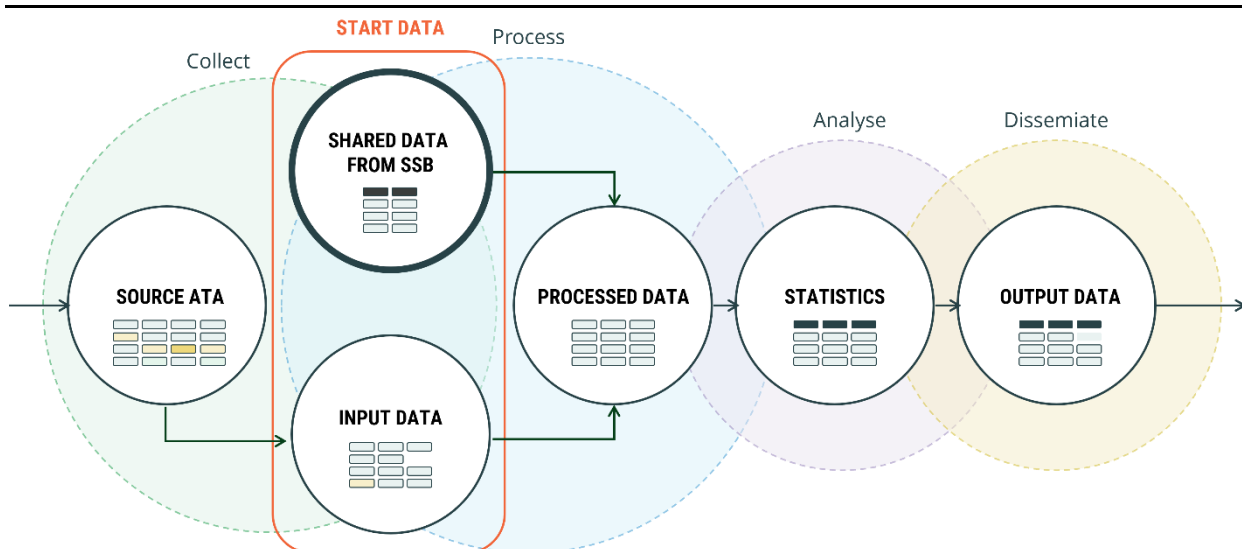 START DATA
Collect
Process
Analyse
Dissemiate
SHARED DATA
FROM SSB
SOURCE ATA
PROCESSED DATA
STATISTICS
OUTPUT DATA
INPUT DATA